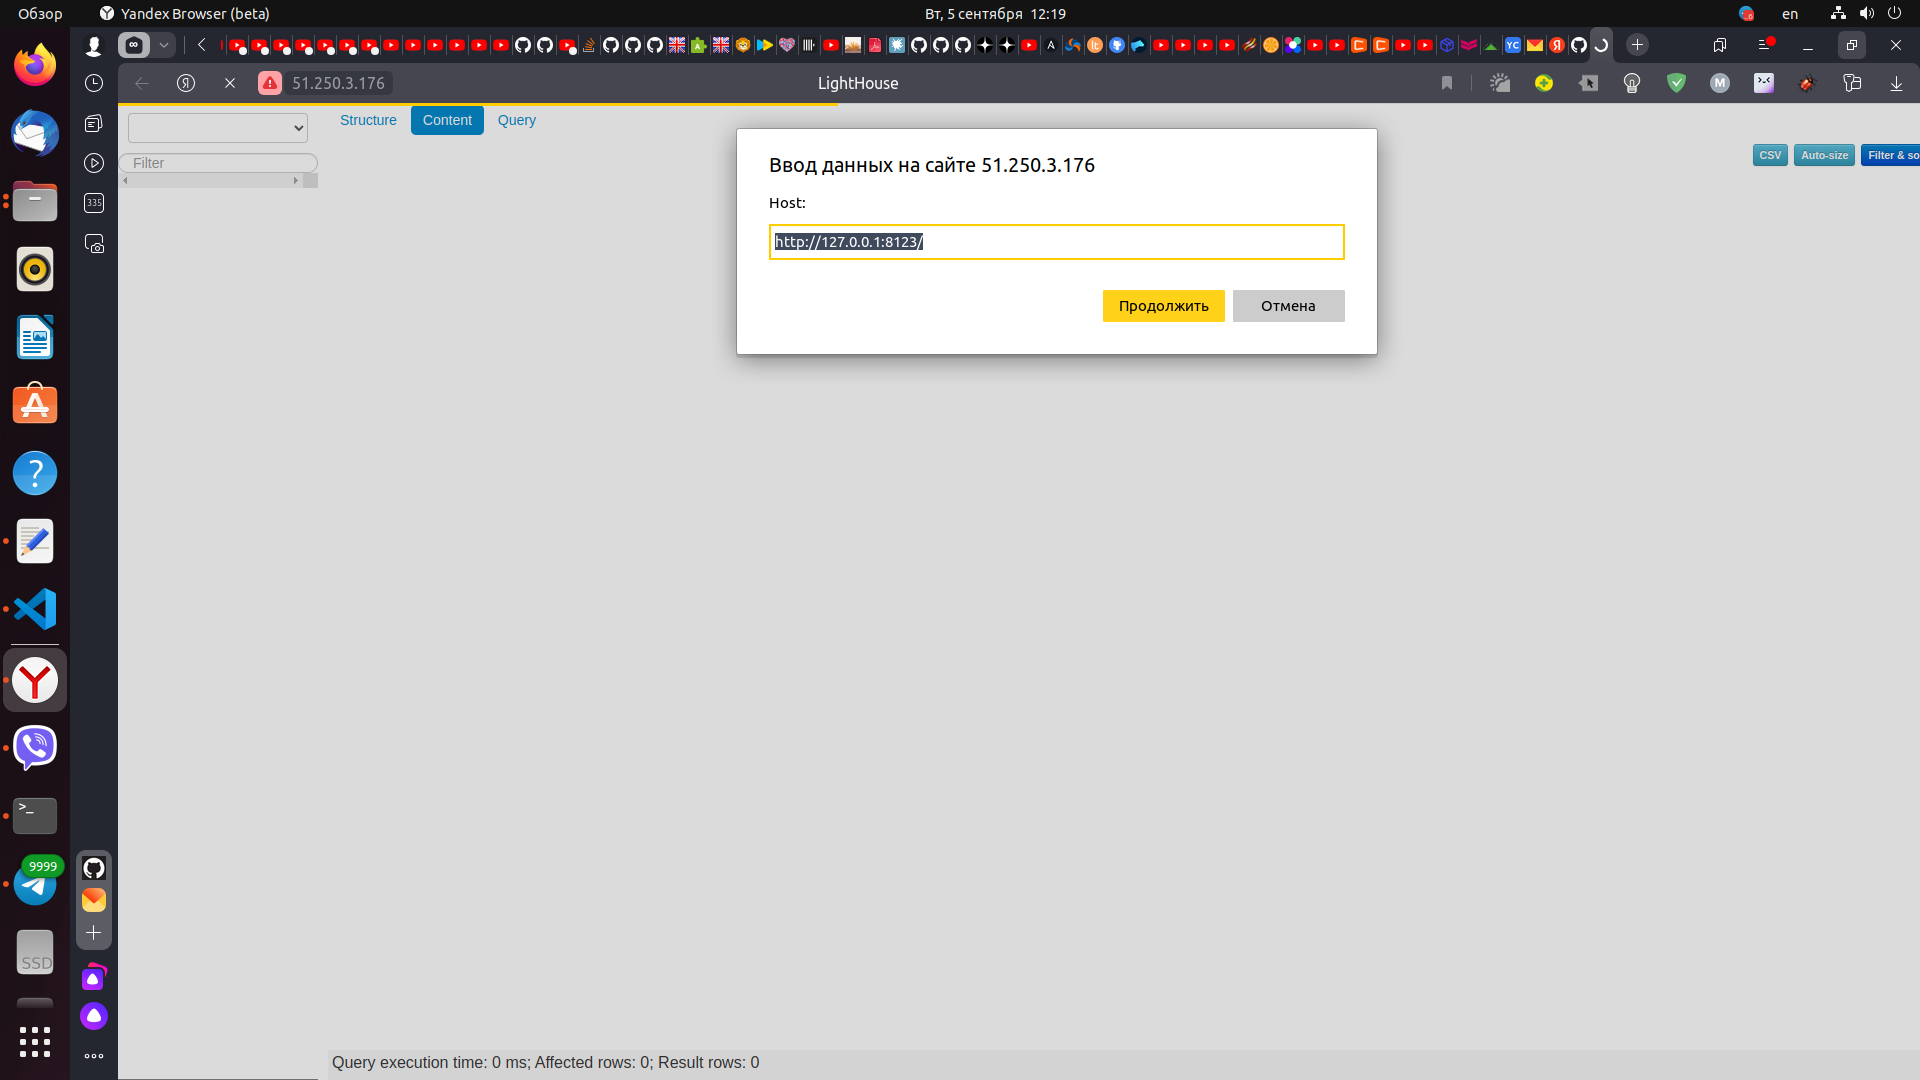 Обзор
Yandex Browser (beta)
Вт, 5 сентября 12:19
en
51.250.3.176
LightHouse
Structure
Content
Query
Filter
CSV
Auto-size
Filter & so
Ввод данных на сайте 51.250.3.176
Host:
http://127.0.0.1:8123/
Продолжить
Отмена
335
9999
SSD
Query execution time: 0 ms; Affected rows: 0; Result rows: 0